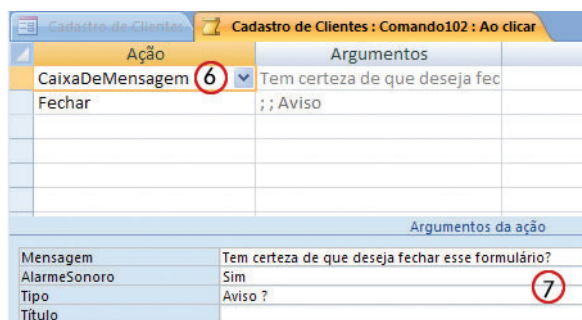 Cadastro de Clientes Cadastro de Clientes : Comando102 : Ao clicar
Ação Argumentos
CaixaDeMensagem 6 Tem certeza de que deseja fec
Fechar ; ; Aviso
Argumentos da ação
Mensagem Tem certeza de que deseja fechar esse formulário?
AlarmeSonoro Sim
Tipo Aviso ? 7
Título